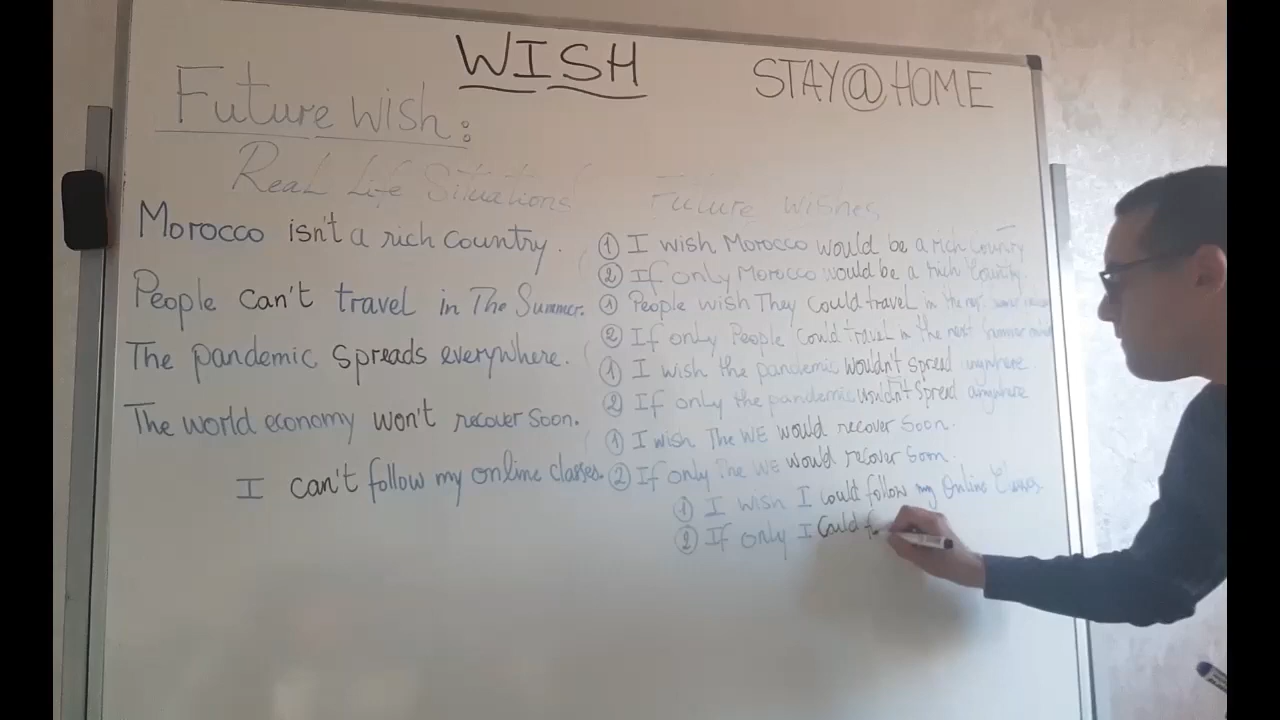 WISH
STAY@HOME
Future wish:
Real Life Situations
Future Wishes
Morocco isn't a rich country.
① I wish Morocco would be a rich Country
② If only Morocco would be a rich County.
People can't travel in The Summer.
① People wish They Could travel in the
② If only People Could travel in the next Summer
The pandemic spreads everywhere.
① I wish the pandemic wouldn't spread anywhere.
② If only the pandemic wouldn't spread anywhere
The world economy won't recover soon.
① I wish The WE would recover Soon.
② If only The WE would recover Soon.
I can't follow my online classes.
① I wish I could follow my Online
② If only I Could f